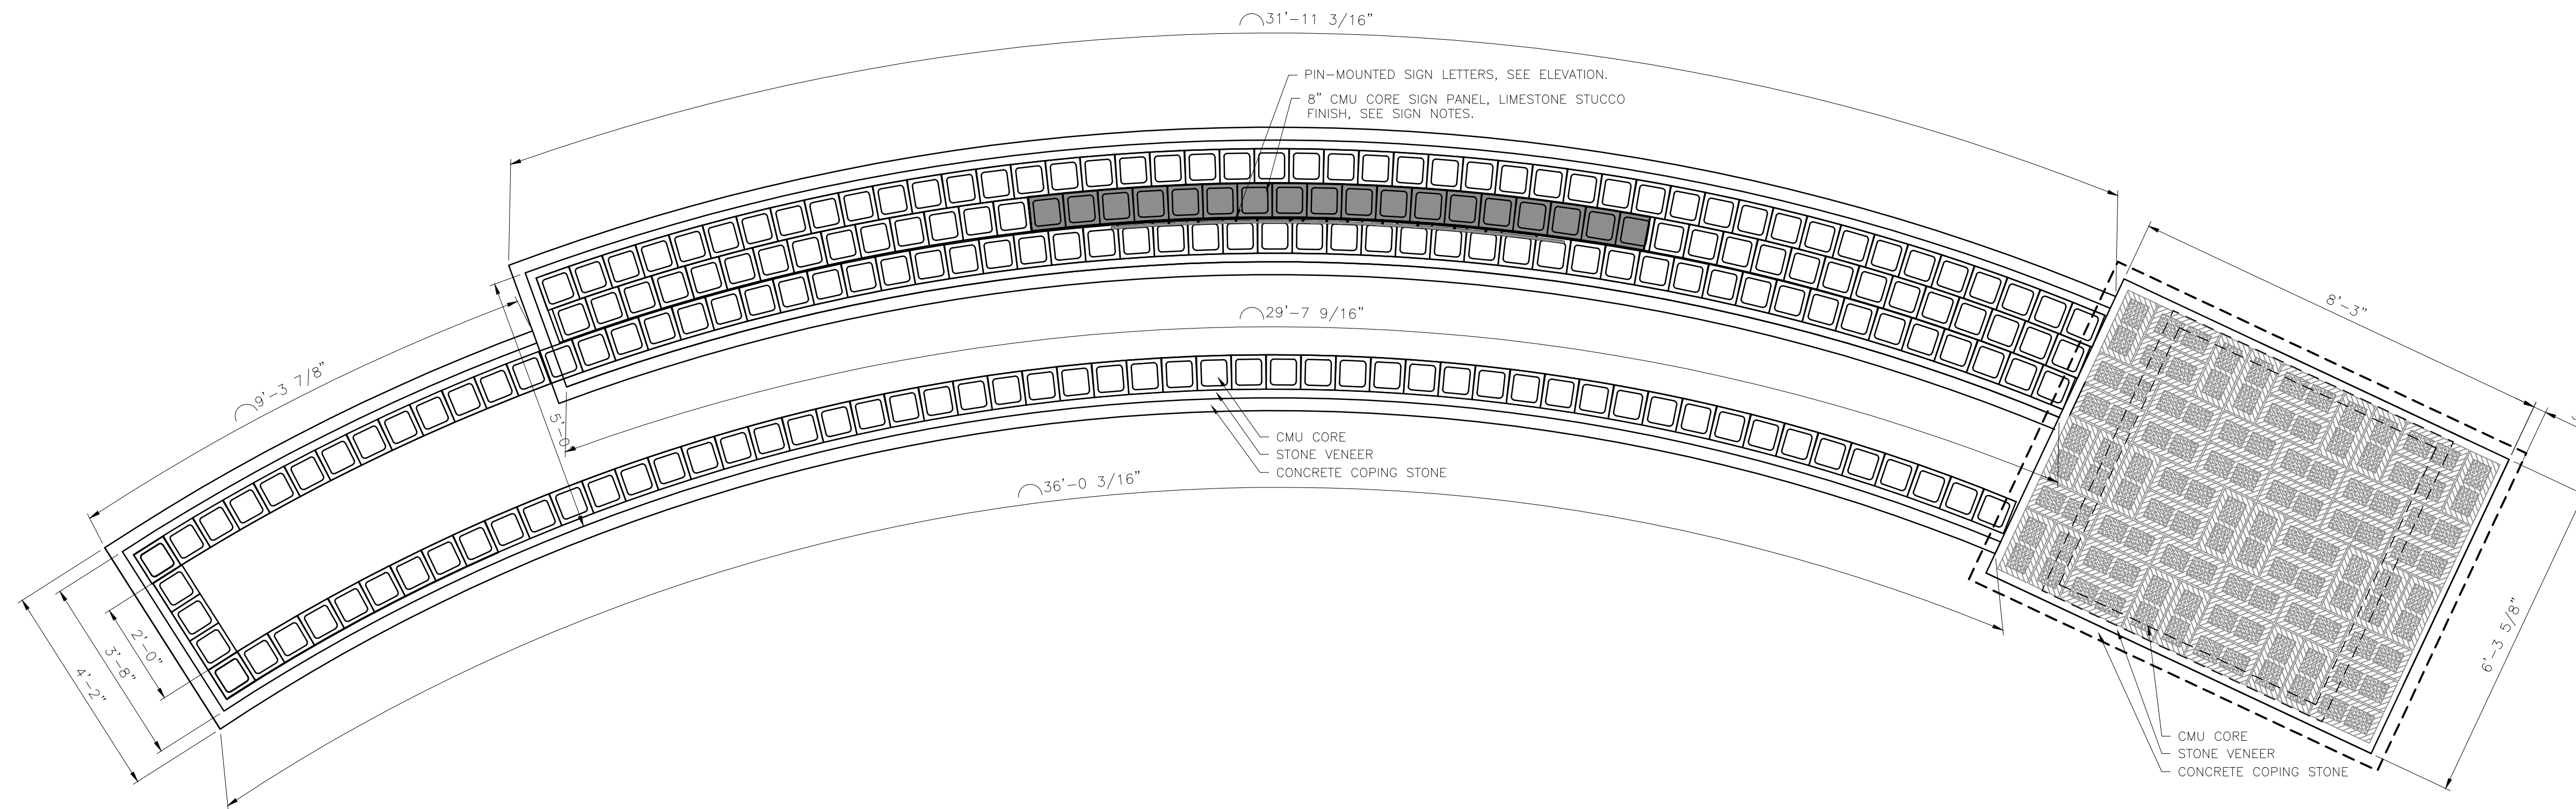 31'-11 3/16"
PIN-MOUNTED SIGN LETTERS, SEE ELEVATION.
8" CMU CORE SIGN PANEL, LIMESTONE STUCCO
FINISH, SEE SIGN NOTES.
8'-3"
29'-7 9/16"
9'-3 7/8"
5'-0
CMU CORE
STONE VENEER
CONCRETE COPING STONE
36'-0 3/16"
2'-0"
3'-8"
4'-2"
6'-3 5/8"
CMU CORE
STONE VENEER
CONCRETE COPING STONE